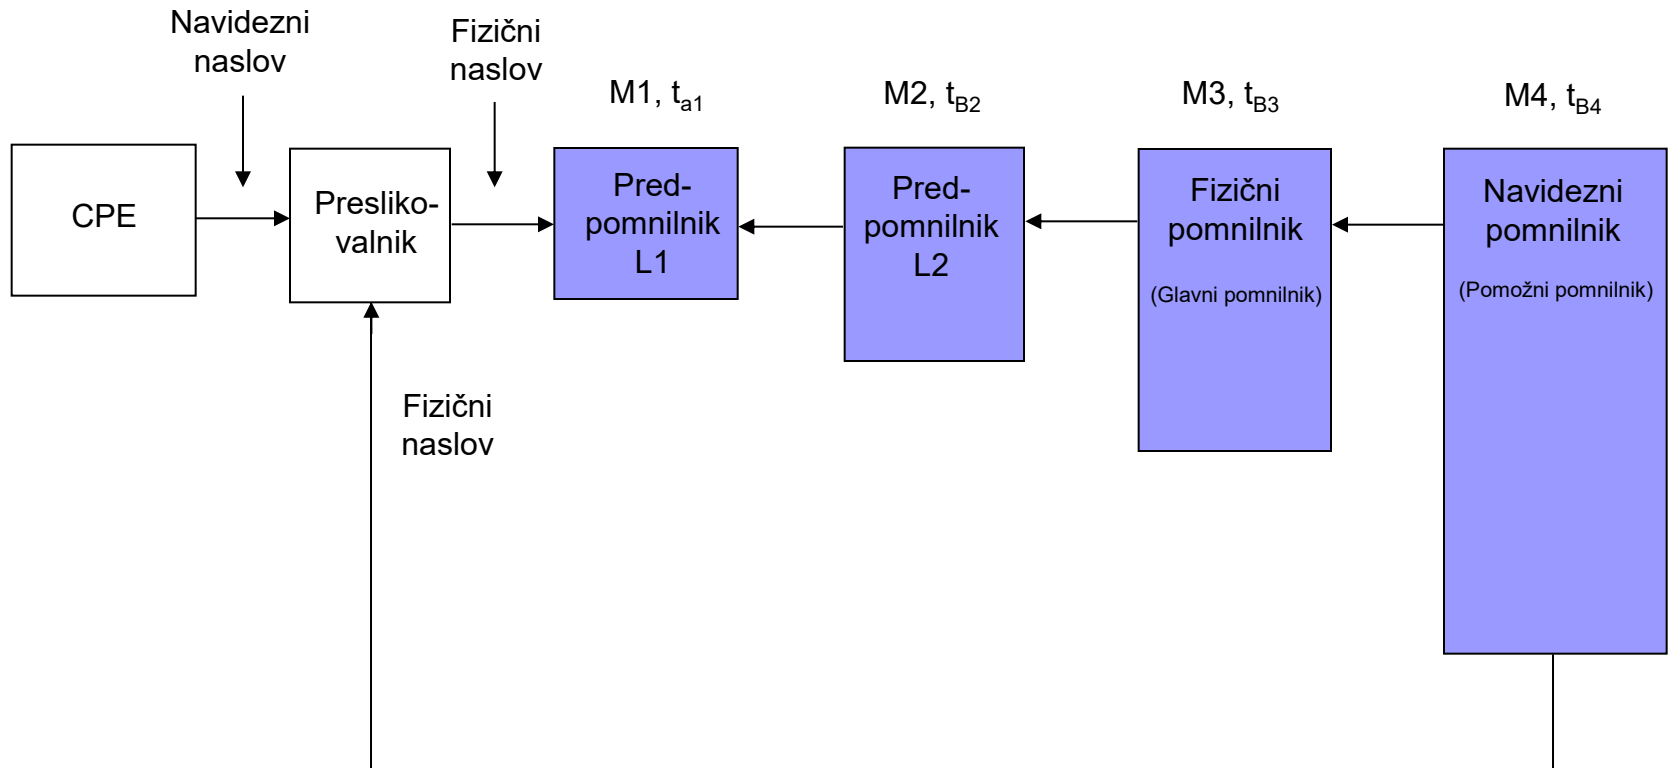 Navidezni
naslov
Fizični
naslov
M1, ta1
M2, tB2
M3, tB3
M4, tB4
CPE
Presliko-
valnik
Pred-
pomnilnik
L1
Pred-
pomnilnik
L2
Fizični
pomnilnik
(Glavni pomnilnik)
Navidezni
pomnilnik
(Pomožni pomnilnik)
Fizični
naslov